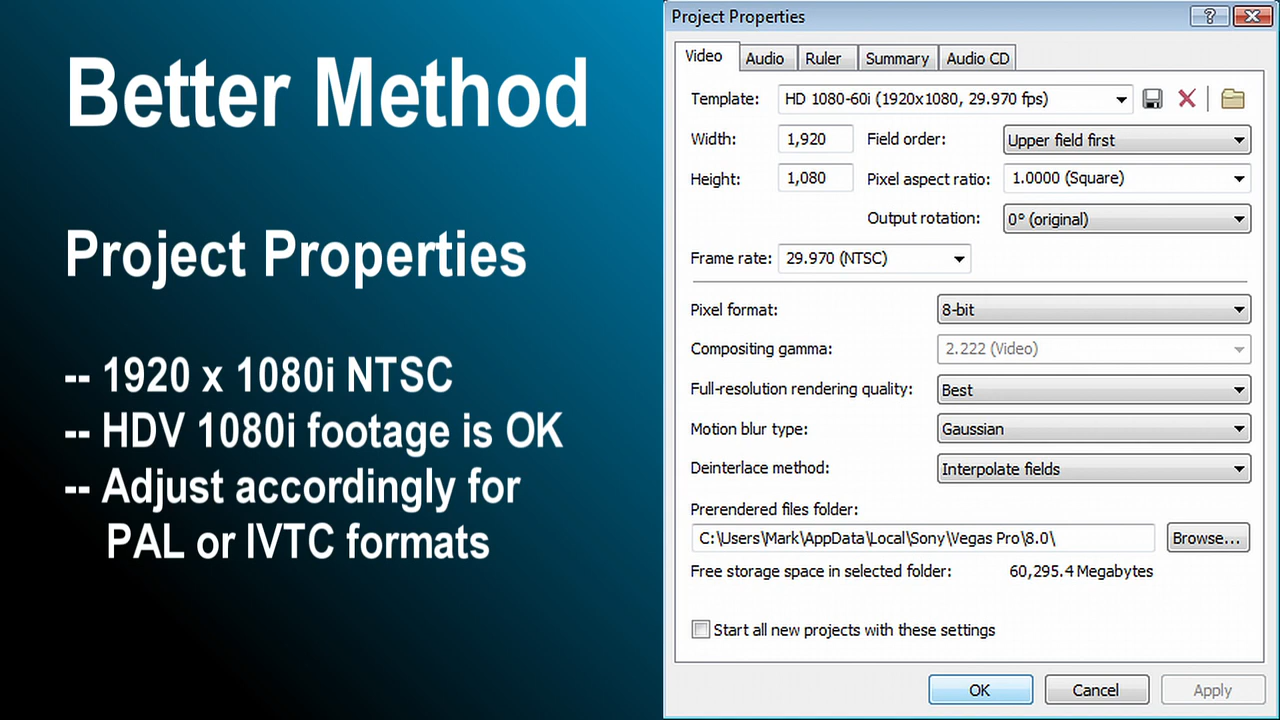 Better Method
Project Properties
-- 1920 x 1080i NTSC
-- HDV 1080i footage is OK
-- Adjust accordingly for
PAL or IVTC formats
Project Properties
Video Audio Ruler Summary Audio CD
Template: HD 1080-60i (1920x1080, 29.970 fps)
Width: 1,920 Field order: Upper field first
Height: 1,080 Pixel aspect ratio: 1.0000 (Square)
Output rotation: 0° (original)
Frame rate: 29.970 (NTSC)
Pixel format: 8-bit
Compositing gamma: 2.222 (Video)
Full-resolution rendering quality: Best
Motion blur type: Gaussian
Deinterlace method: Interpolate fields
Prerendered files folder:
C:\Users\Mark\AppData\Local\Sony\Vegas Pro\8.0\ Browse...
Free storage space in selected folder: 60,295.4 Megabytes
Start all new projects with these settings
OK Cancel Apply